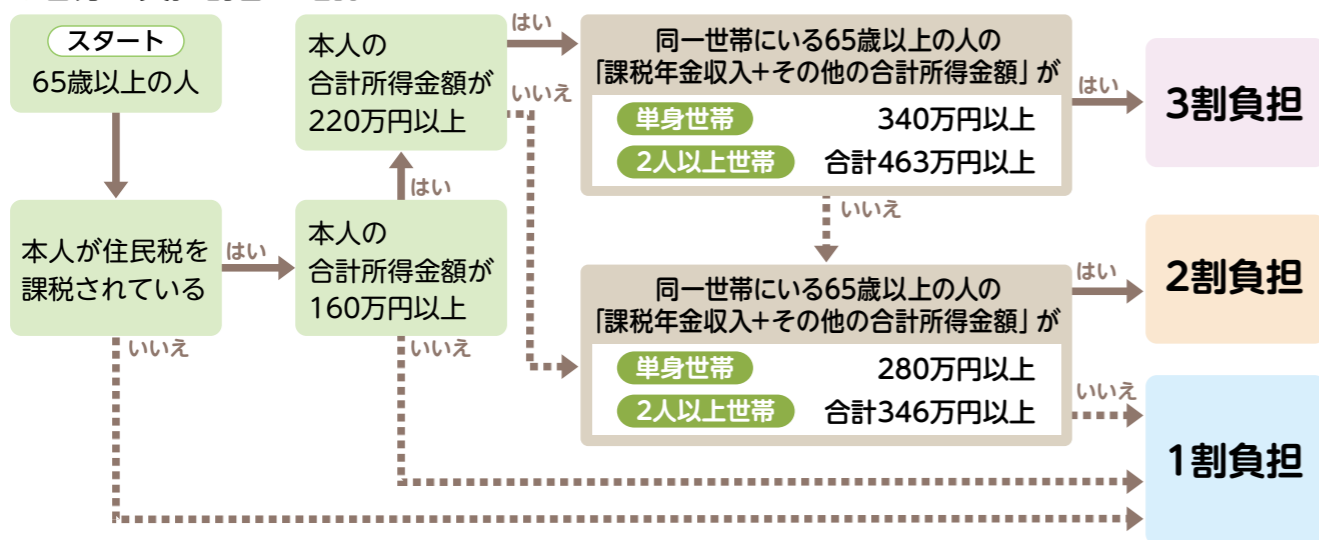 スタート
65歳以上の人
本人が住民税を
課税されている
はい
いいえ
本人の
合計所得金額が
160万円以上
はい
いいえ
本人の
合計所得金額が
220万円以上
はい
いいえ
同一世帯にいる65歳以上の人の
「課税年金収入+その他の合計所得金額」が
単身世帯 340万円以上
2人以上世帯 合計463万円以上
はい
いいえ
同一世帯にいる65歳以上の人の
「課税年金収入+その他の合計所得金額」が
単身世帯 280万円以上
2人以上世帯 合計346万円以上
はい
いいえ
3割負担
2割負担
1割負担